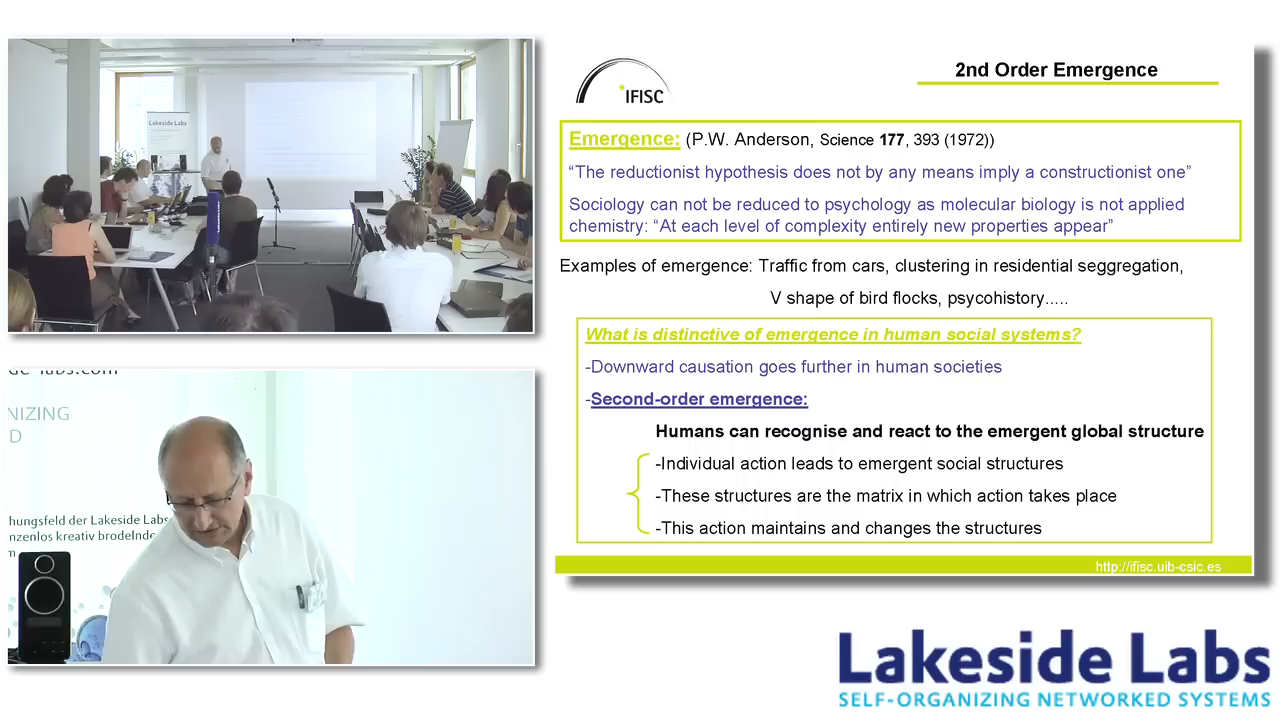 Lakeside Labs
de-labs.com
NIZING
D
hungsfeld der Lakeside Labs
nzenlos kreativ brodelnde
m
IFISC
2nd Order Emergence
Emergence: (P.W. Anderson, Science 177, 393 (1972))
“The reductionist hypothesis does not by any means imply a constructionist one”
Sociology can not be reduced to psychology as molecular biology is not applied
chemistry: “At each level of complexity entirely new properties appear”
Examples of emergence: Traffic from cars, clustering in residential seggregation,
V shape of bird flocks, psycohistory.....
What is distinctive of emergence in human social systems?
-Downward causation goes further in human societies
-Second-order emergence:
Humans can recognise and react to the emergent global structure
-Individual action leads to emergent social structures
-These structures are the matrix in which action takes place
-This action maintains and changes the structures
http://ifisc.uib-csic.es
Lakeside Labs
SELF-ORGANIZING NETWORKED SYSTEMS